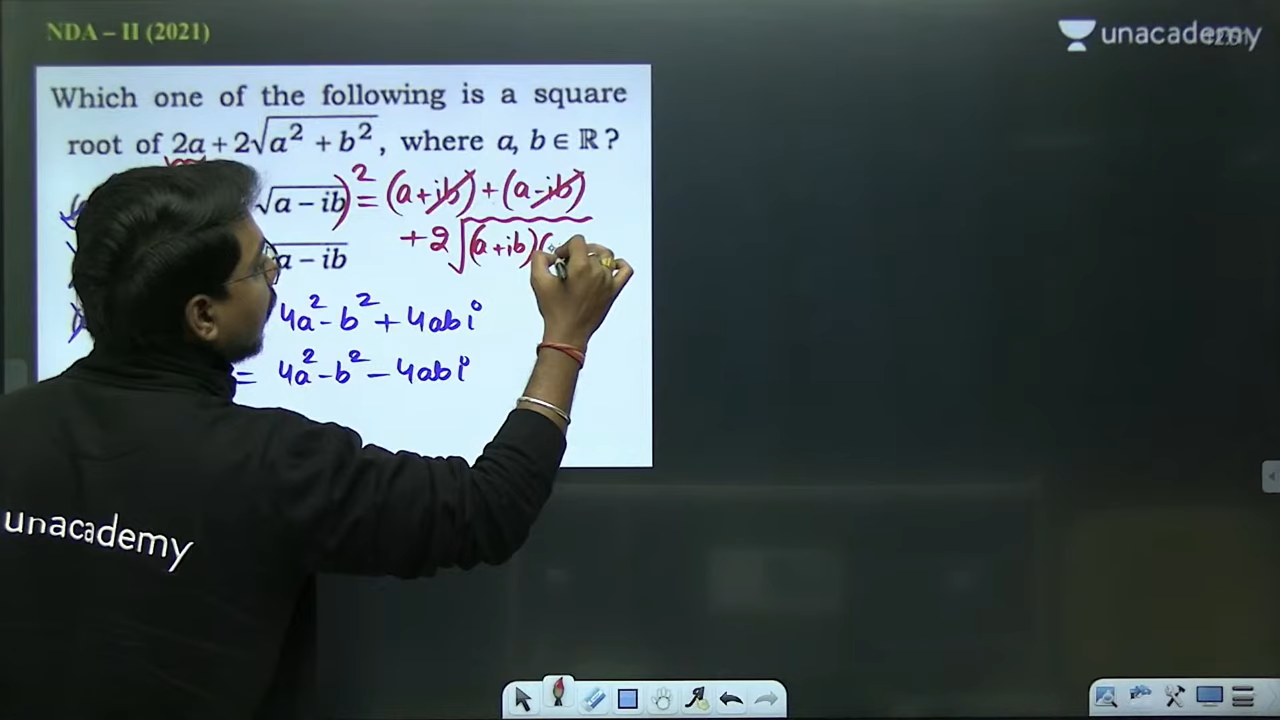 NDA – II (2021)
unacademy
Which one of the following is a square
root of 2a + 2√(a² + b²), where a, b ∈ ℝ ?
√a − ib)² = (a + ib) + (a − ib)
+ 2√(a + ib)(
a − ib
4a² − b² + 4abi
= 4a² − b² − 4abi
unacademy